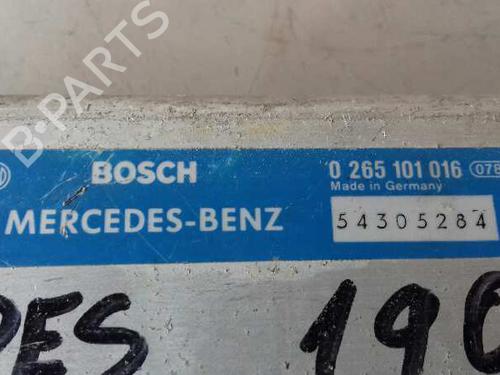 B-PARTS
BOSCH 0 265 101 016 078
Made in Germany
MERCEDES-BENZ 54305284
190